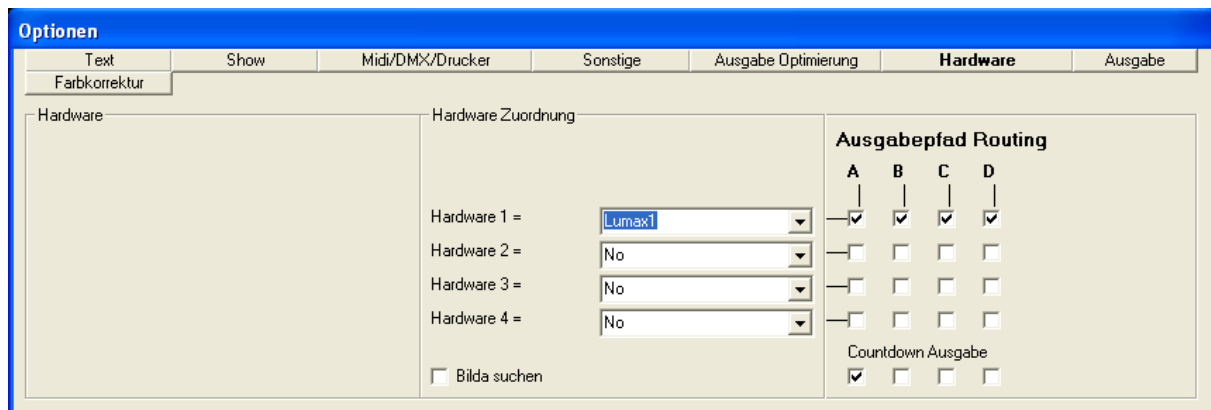 Optionen
Text Show Midi/DMX/Drucker Sonstige Ausgabe Optimierung Hardware Ausgabe
Farbkorrektur
Hardware Hardware Zuordnung
Ausgabepfad Routing
A B C D
Hardware 1 = Lumax1
Hardware 2 = No
Hardware 3 = No
Hardware 4 = No
Countdown Ausgabe
Bilda suchen